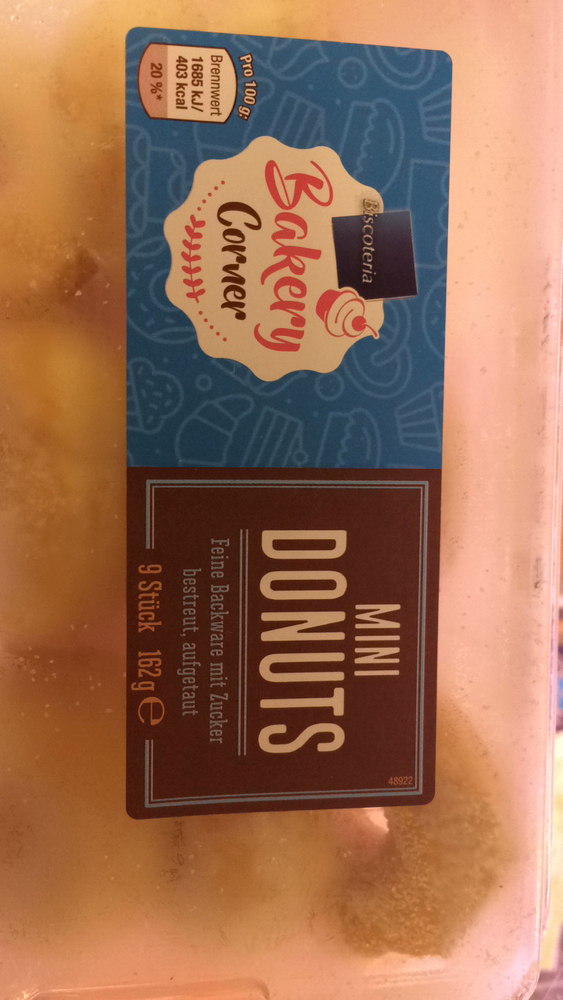 Pro 100 g:
Brennwert
1685 kJ/
403 kcal
20 %*
Biscoteria
Bakery
Corner
MINI
DONUTS
Feine Backware mit Zucker
bestreut, aufgetaut
9 Stück 162 g ℮
48922